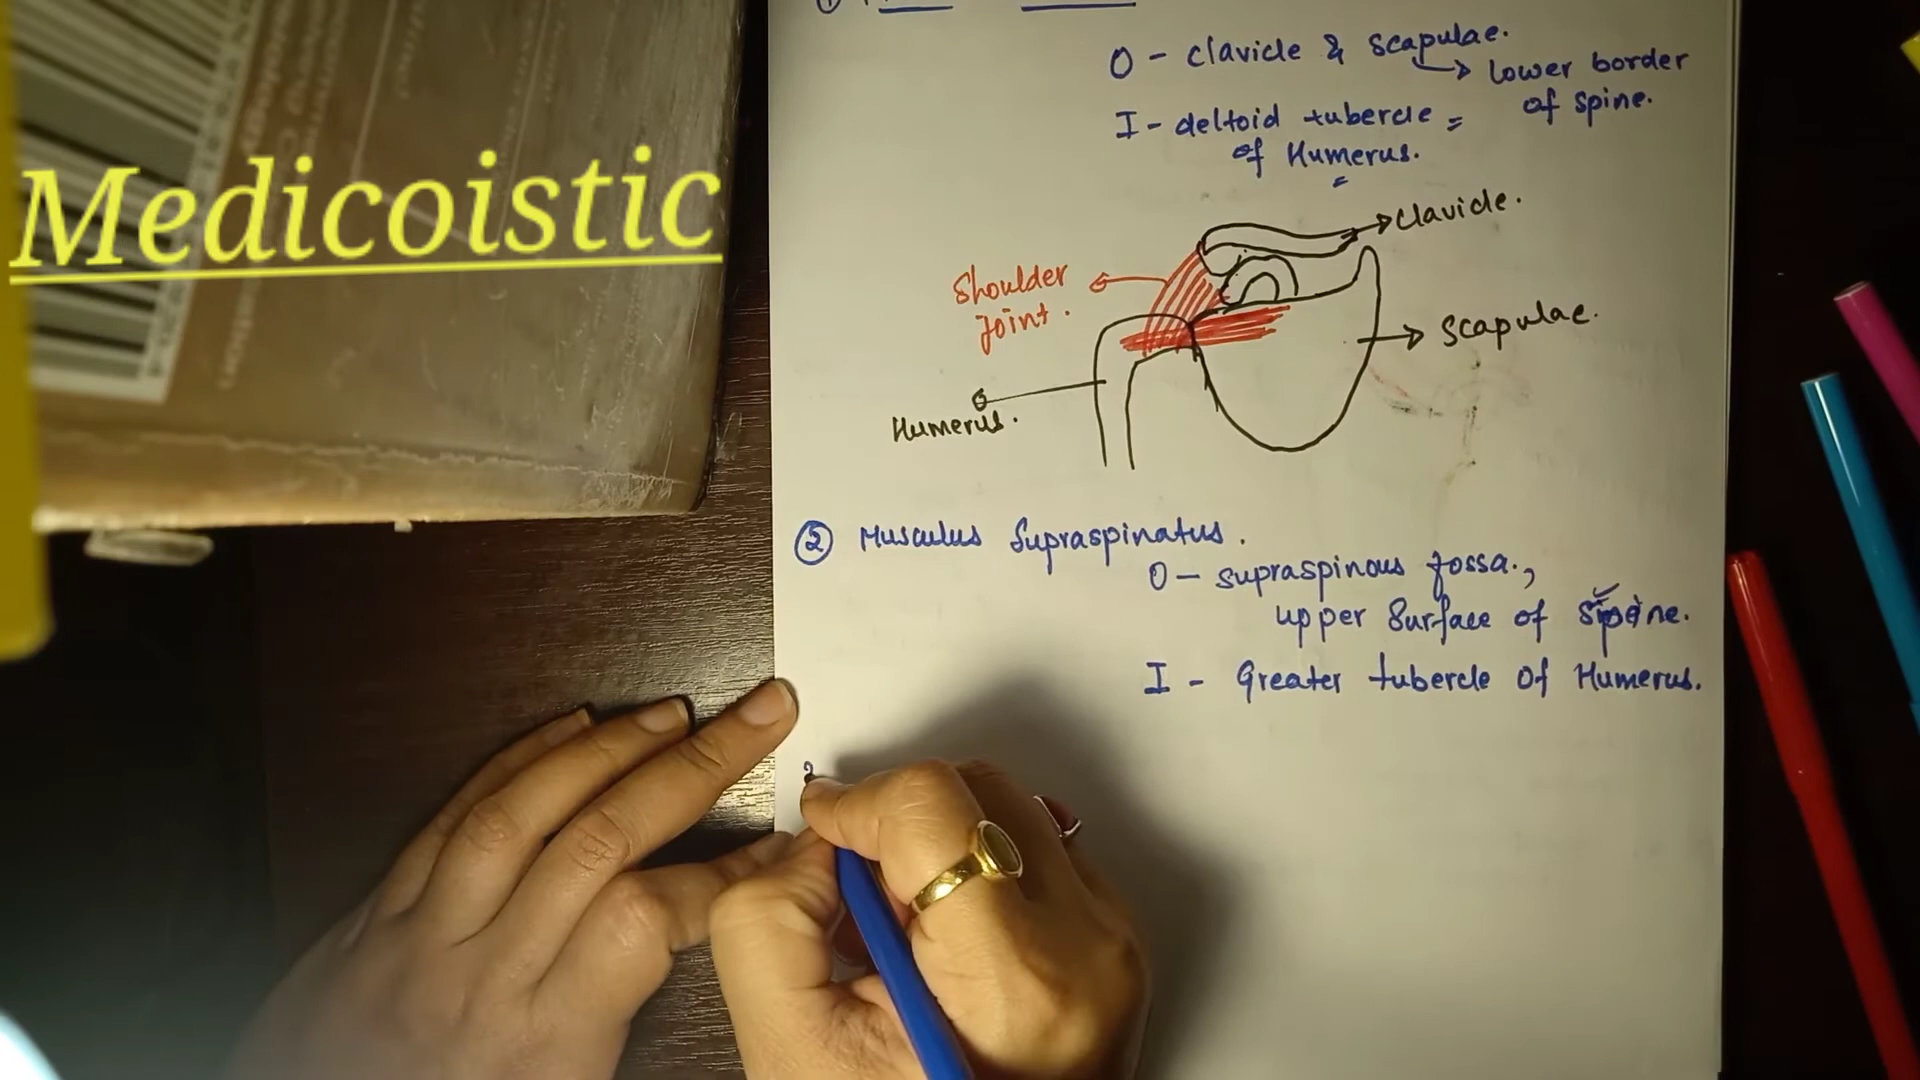 Medicoistic
O - clavicle & scapulae.
→ lower border
of spine.
I - deltoid tubercle =
of Humerus.
clavicle.
Shoulder
joint.
scapulae.
Humerus.
② Musculus Supraspinatus.
O - supraspinous fossa.,
upper surface of spine.
I - Greater tubercle of Humerus.